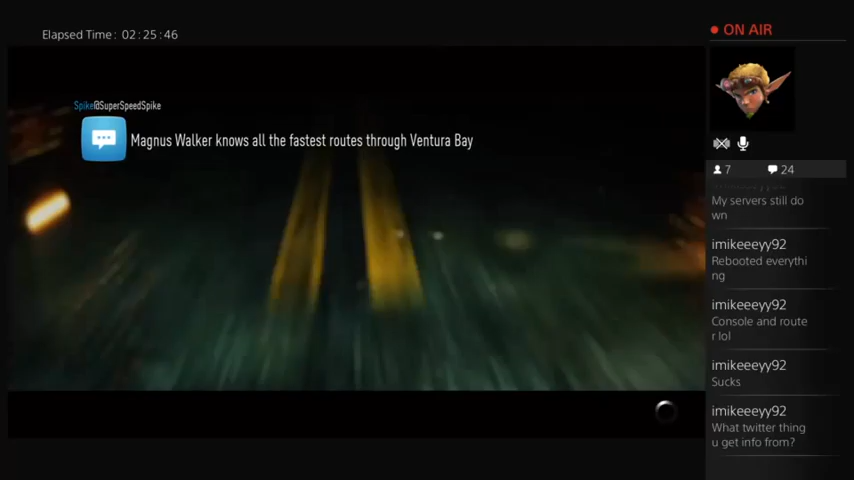 Elapsed Time: 02:25:46
ON AIR
Spike@SuperSpeedSpike
Magnus Walker knows all the fastest routes through Ventura Bay
7 24
My servers still do
wn
imikeeeyy92
Rebooted everythi
ng
imikeeeyy92
Console and route
r lol
imikeeeyy92
Sucks
imikeeeyy92
What twitter thing
u get info from?